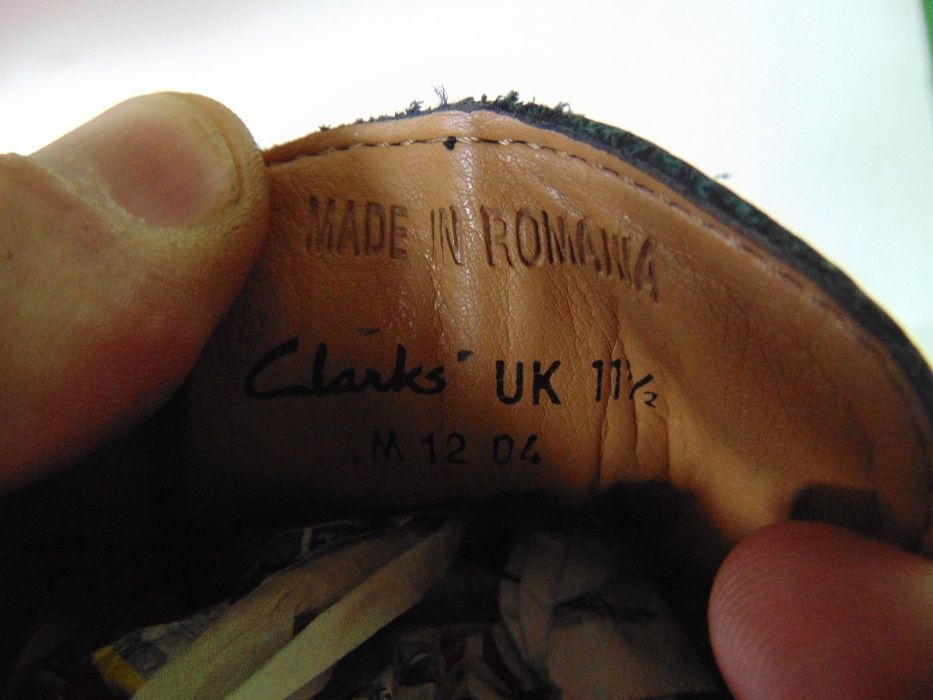 MADE IN ROMANIA
Clarks UK 11½
M 12 04